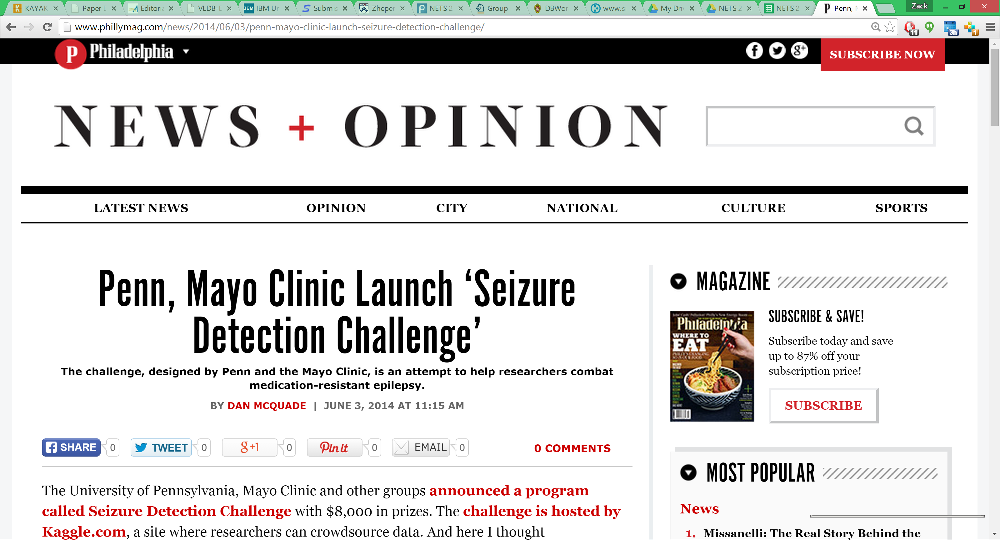 KAYAK
Paper D
Editoria
VLDB-D
IBM Ur
Submis
Zheper
NETS 2
Group
DBWor
www.si
My Driv
NETS 2
NETS 2
Penn, M
Zack
www.phillymag.com/news/2014/06/03/penn-mayo-clinic-launch-seizure-detection-challenge/
11
3h
1
P Philadelphia
SUBSCRIBE NOW
NEWS + OPINION
LATEST NEWS OPINION CITY NATIONAL CULTURE SPORTS
Penn, Mayo Clinic Launch ‘Seizure
Detection Challenge’
The challenge, designed by Penn and the Mayo Clinic, is an attempt to help researchers combat
medication-resistant epilepsy.
BY DAN MCQUADE | JUNE 3, 2014 AT 11:15 AM
SHARE 0 TWEET 0 g+1 0 Pin it 0 EMAIL 0 0 COMMENTS
The University of Pennsylvania, Mayo Clinic and other groups announced a program
called Seizure Detection Challenge with $8,000 in prizes. The challenge is hosted by
Kaggle.com, a site where researchers can crowdsource data. And here I thought
MAGAZINE
Philadelphia
WHERE TO
EAT
SUBSCRIBE & SAVE!
Subscribe today and save
up to 87% off your
subscription price!
SUBSCRIBE
MOST POPULAR
News
1. Missanelli: The Real Story Behind the